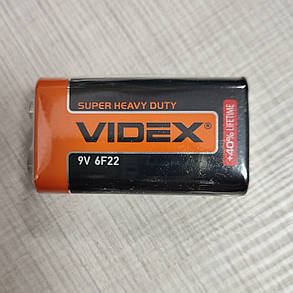 SUPER HEAVY DUTY
VIDEX®
9V 6F22
+40% LIFETIME